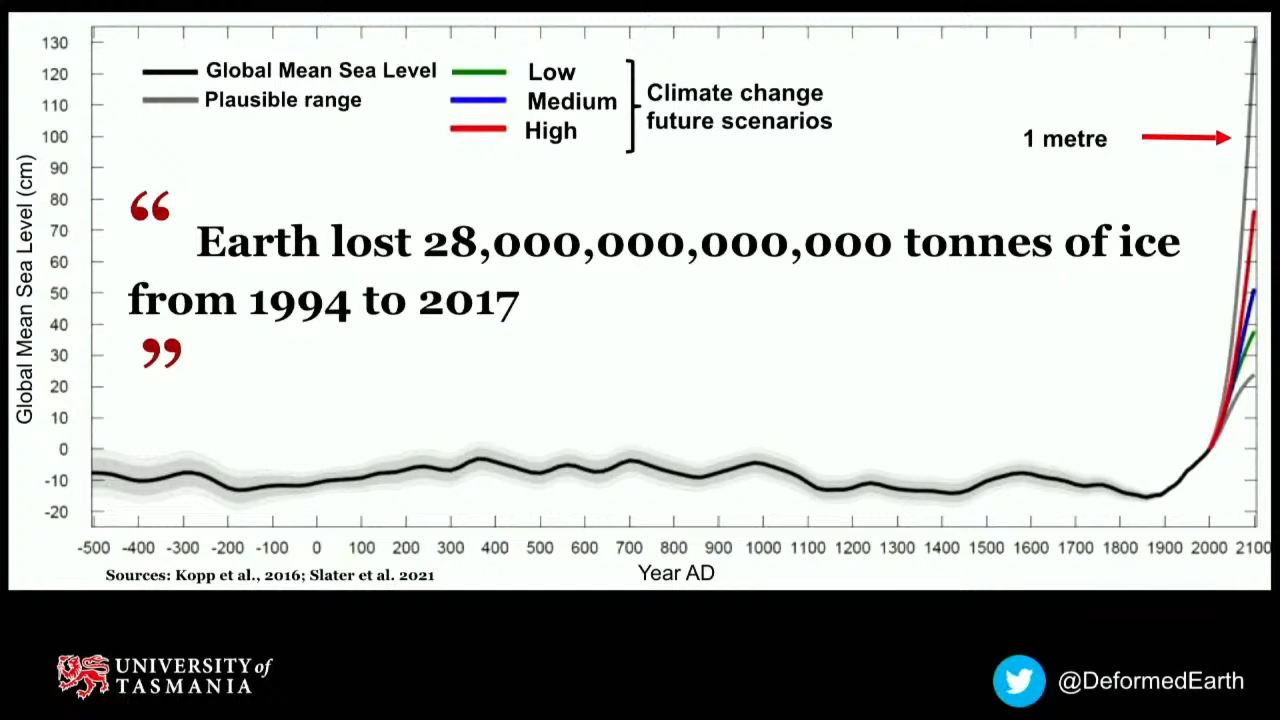 130
120
110
100
90
80
70
60
50
40
30
20
10
0
-10
-20
Global Mean Sea Level (cm)
Global Mean Sea Level
Plausible range
Low
Medium
High
Climate change
future scenarios
1 metre
“ Earth lost 28,000,000,000,000 tonnes of ice
from 1994 to 2017
”
-500 -400 -300 -200 -100 0 100 200 300 400 500 600 700 800 900 1000 1100 1200 1300 1400 1500 1600 1700 1800 1900 2000 2100
Sources: Kopp et al., 2016; Slater et al. 2021
Year AD
UNIVERSITY of
TASMANIA
@DeformedEarth